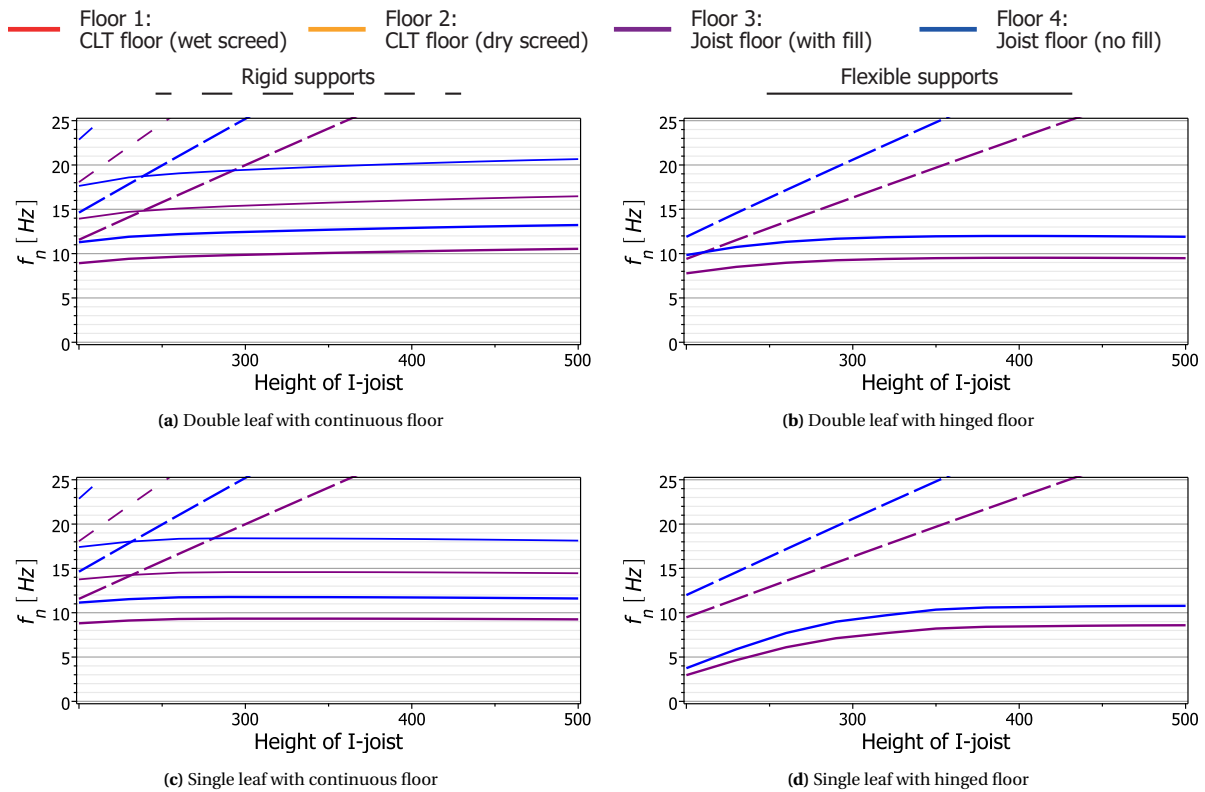 Floor 1:
CLT floor (wet screed)
Floor 2:
CLT floor (dry screed)
Floor 3:
Joist floor (with fill)
Floor 4:
Joist floor (no fill)
Rigid supports
Flexible supports
25
20
15
10
5
0
f_n [Hz]
300
400
500
Height of I-joist
(a) Double leaf with continuous floor
25
20
15
10
5
0
f_n [Hz]
300
400
500
Height of I-joist
(b) Double leaf with hinged floor
25
20
15
10
5
0
f_n [Hz]
300
400
500
Height of I-joist
(c) Single leaf with continuous floor
25
20
15
10
5
0
f_n [Hz]
300
400
500
Height of I-joist
(d) Single leaf with hinged floor